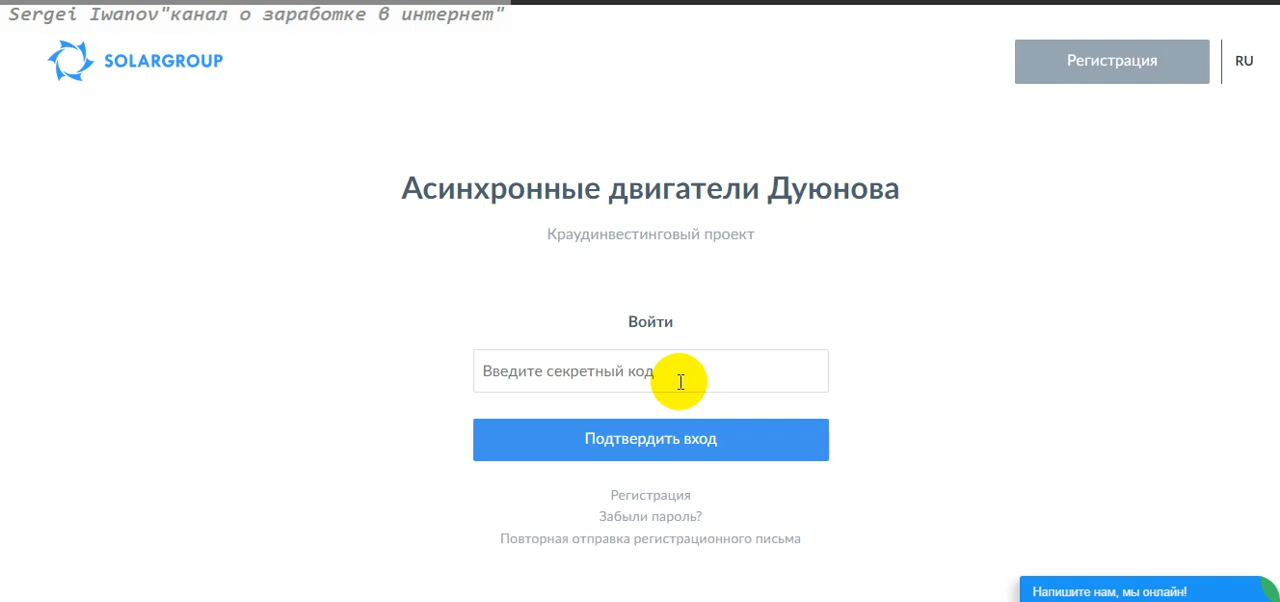 Sergei Iwanov"канал о заработке в интернет"
SOLARGROUP
Регистрация
RU
Асинхронные двигатели Дуюнова
Краудинвестинговый проект
Войти
Введите секретный код
Подтвердить вход
Регистрация
Забыли пароль?
Повторная отправка регистрационного письма
Напишите нам, мы онлайн!